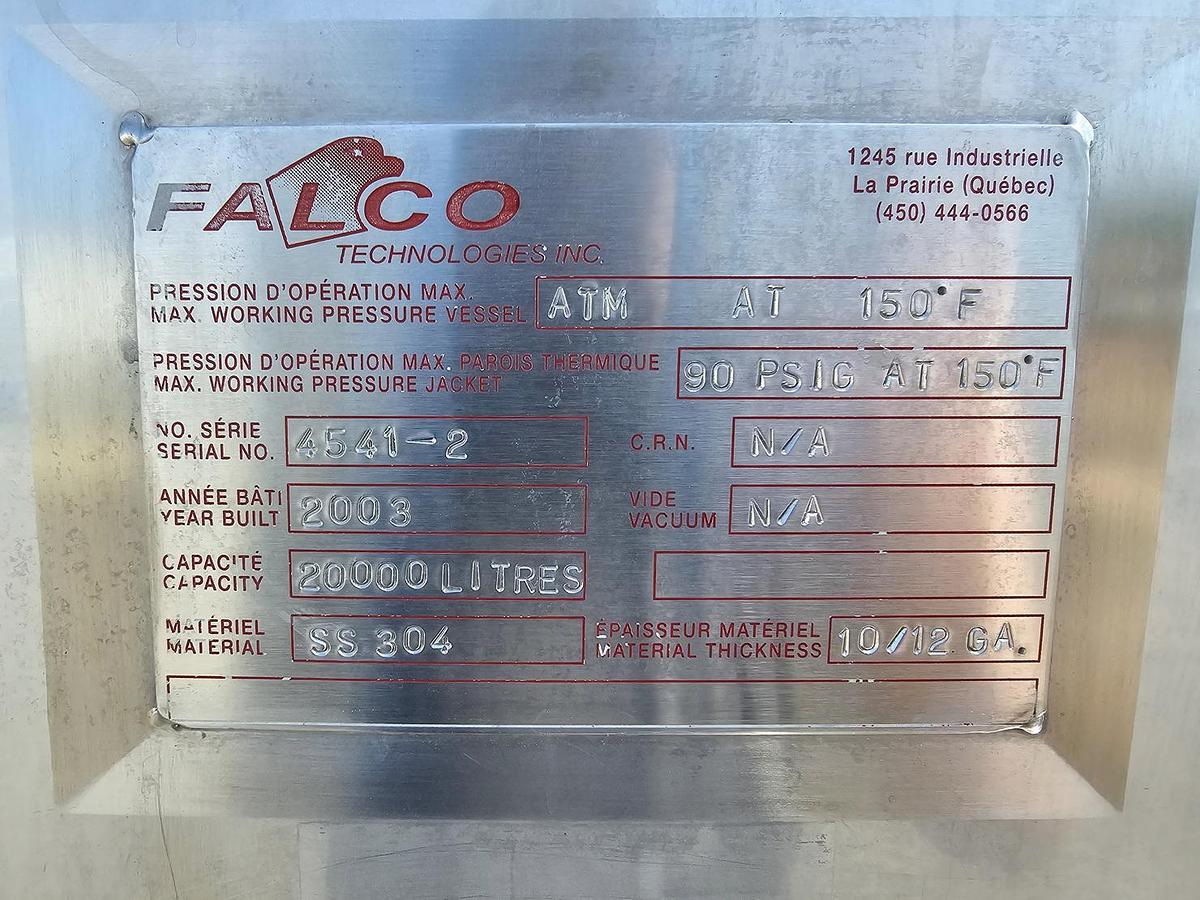 FALCO
TECHNOLOGIES INC.
1245 rue Industrielle
La Prairie (Québec)
(450) 444-0566
PRESSION D'OPÉRATION MAX.
MAX. WORKING PRESSURE VESSEL
ATM AT 150°F
PRESSION D'OPÉRATION MAX. PAROIS THERMIQUE
MAX. WORKING PRESSURE JACKET
90 PSIG AT 150°F
NO. SÉRIE
SERIAL NO.
4541-2
C.R.N.
N/A
ANNÉE BÂTI
YEAR BUILT
2003
VIDE
VACUUM
N/A
CAPACITÉ
CAPACITY
20000 LITRES
MATÉRIEL
MATERIAL
SS 304
ÉPAISSEUR MATÉRIEL
MATERIAL THICKNESS
10/12 GA.